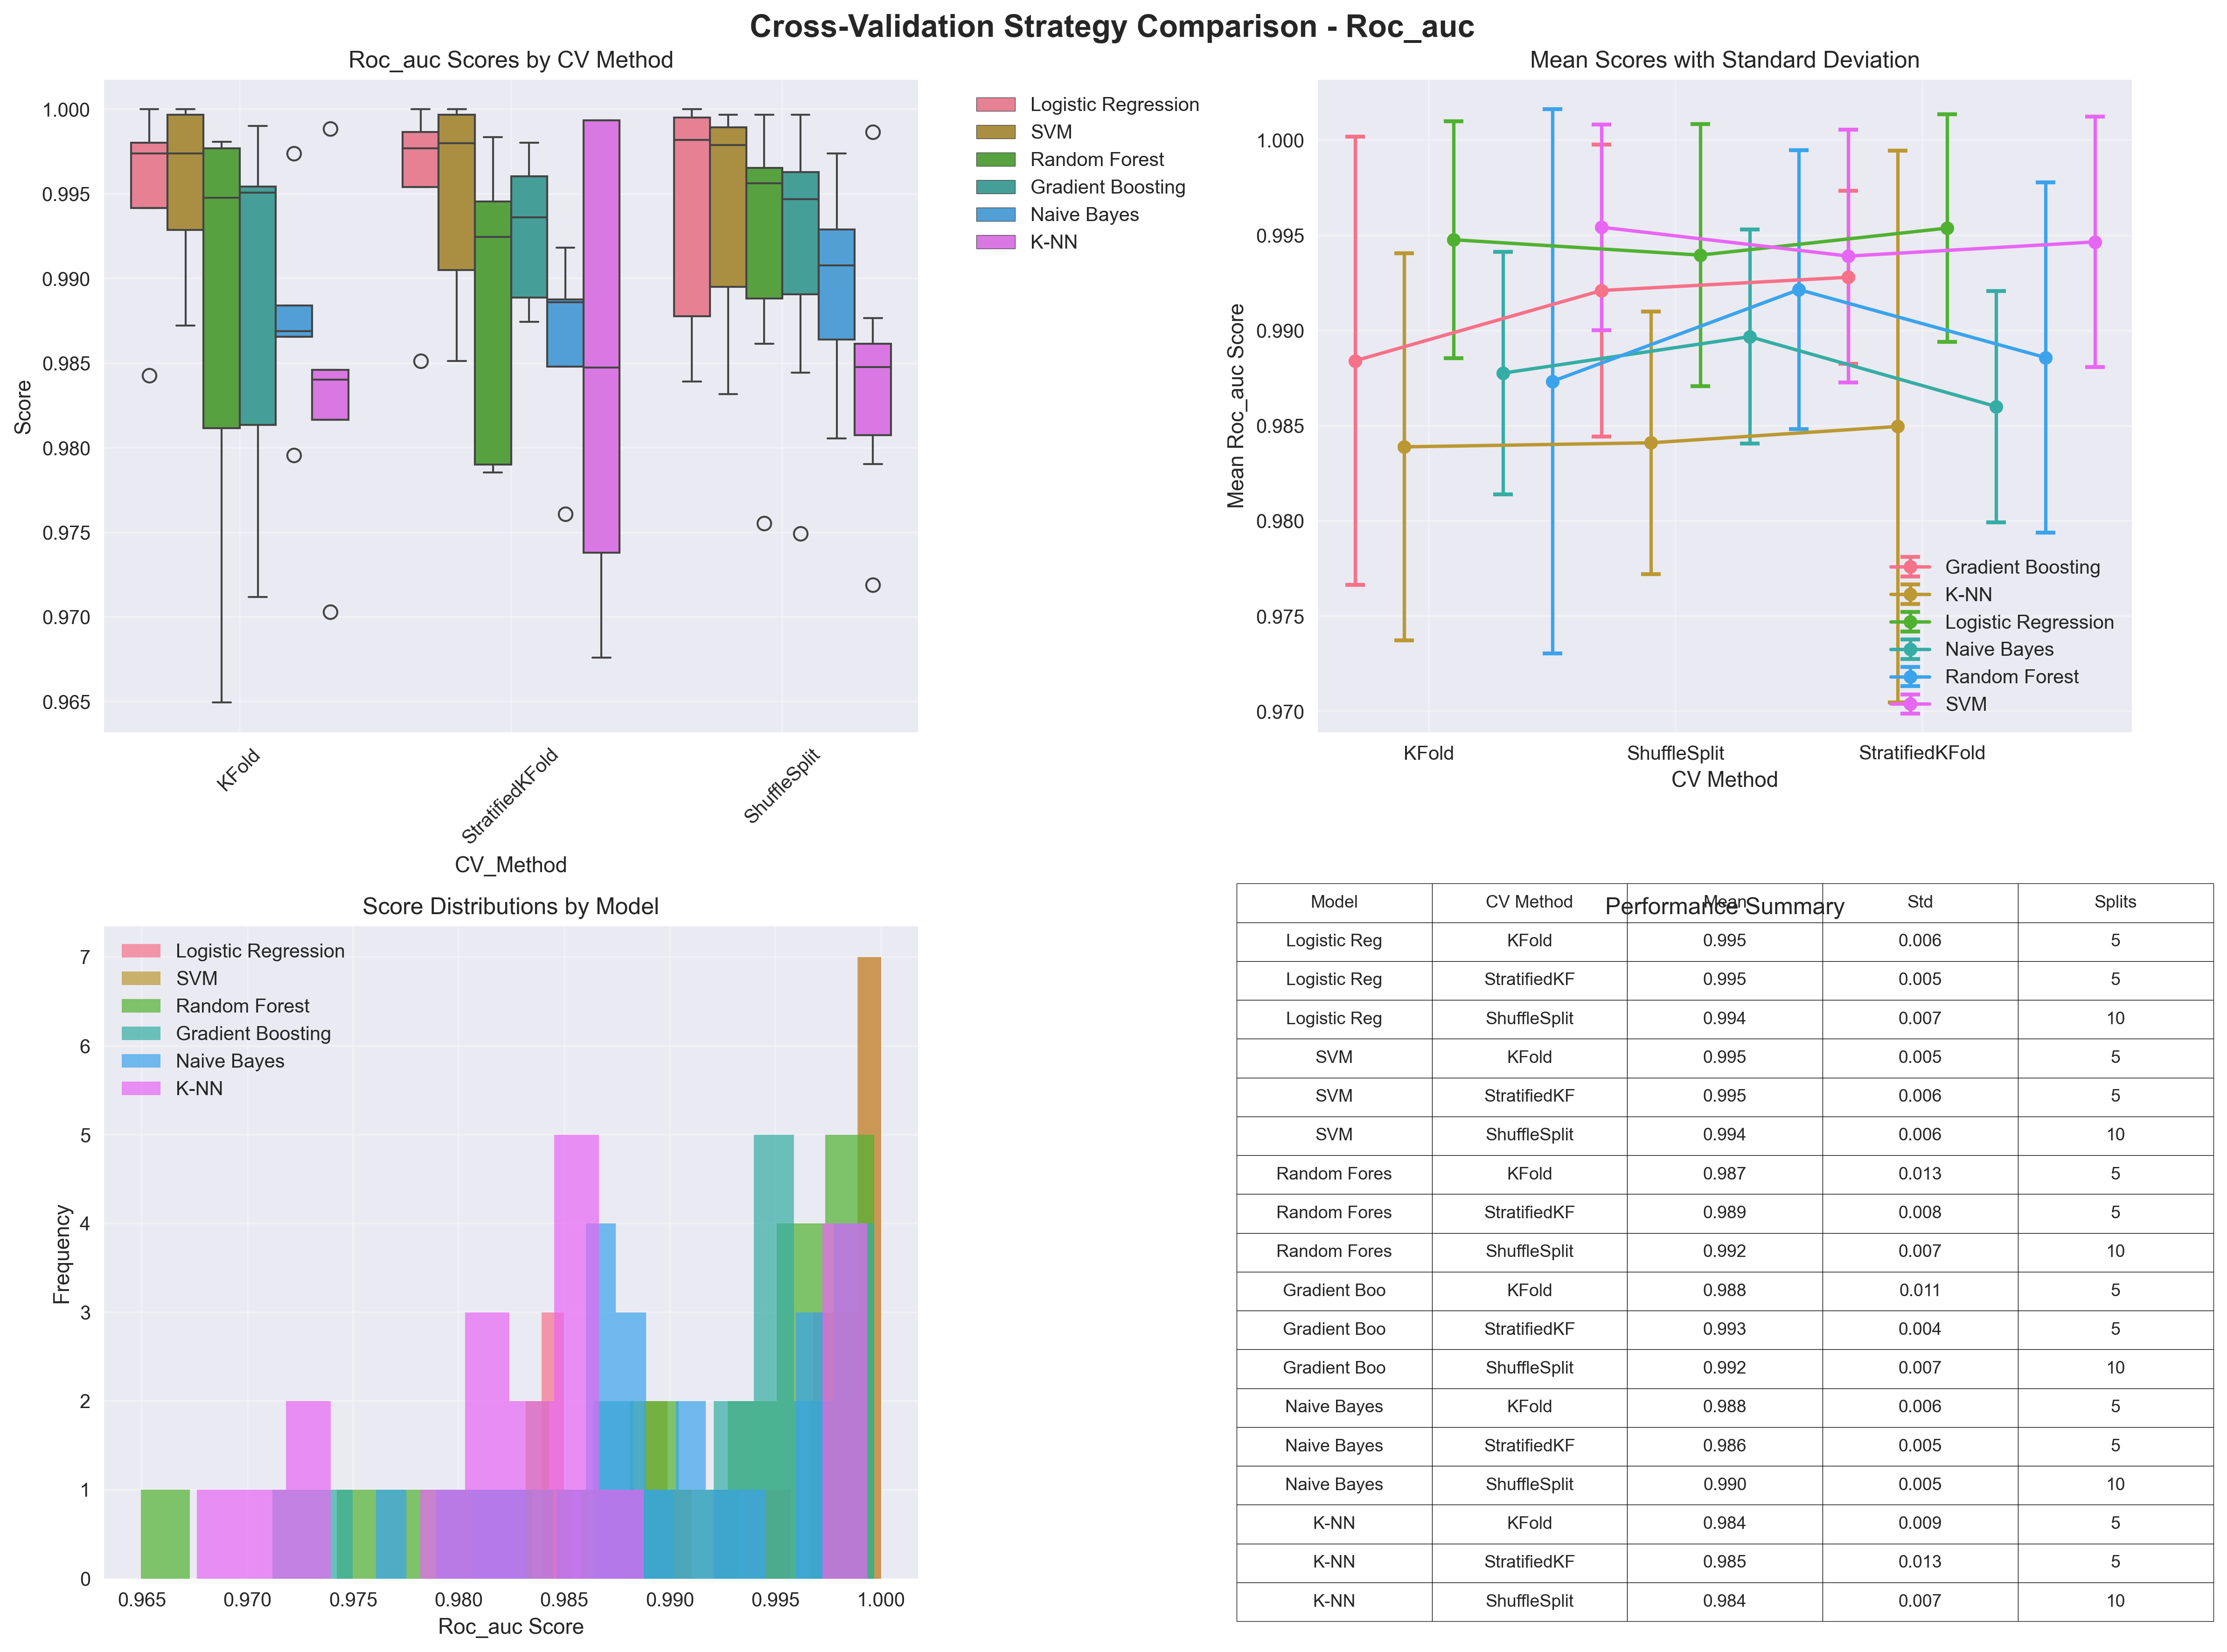 Cross-Validation Strategy Comparison - Roc_auc
Roc_auc Scores by CV Method
Score
1.000
0.995
0.990
0.985
0.980
0.975
0.970
0.965
KFold
StratifiedKFold
ShuffleSplit
CV_Method
Logistic Regression
SVM
Random Forest
Gradient Boosting
Naive Bayes
K-NN
Mean Scores with Standard Deviation
Mean Roc_auc Score
1.000
0.995
0.990
0.985
0.980
0.975
0.970
KFold
ShuffleSplit
StratifiedKFold
CV Method
Gradient Boosting
K-NN
Logistic Regression
Naive Bayes
Random Forest
SVM
Score Distributions by Model
Frequency
7
6
5
4
3
2
1
0
0.965 0.970 0.975 0.980 0.985 0.990 0.995 1.000
Roc_auc Score
Logistic Regression
SVM
Random Forest
Gradient Boosting
Naive Bayes
K-NN
Performance Summary
Model CV Method Mean Std Splits
Logistic Reg KFold 0.995 0.006 5
Logistic Reg StratifiedKF 0.995 0.005 5
Logistic Reg ShuffleSplit 0.994 0.007 10
SVM KFold 0.995 0.005 5
SVM StratifiedKF 0.995 0.006 5
SVM ShuffleSplit 0.994 0.006 10
Random Fores KFold 0.987 0.013 5
Random Fores StratifiedKF 0.989 0.008 5
Random Fores ShuffleSplit 0.992 0.007 10
Gradient Boo KFold 0.988 0.011 5
Gradient Boo StratifiedKF 0.993 0.004 5
Gradient Boo ShuffleSplit 0.992 0.007 10
Naive Bayes KFold 0.988 0.006 5
Naive Bayes StratifiedKF 0.986 0.005 5
Naive Bayes ShuffleSplit 0.990 0.005 10
K-NN KFold 0.984 0.009 5
K-NN StratifiedKF 0.985 0.013 5
K-NN ShuffleSplit 0.984 0.007 10